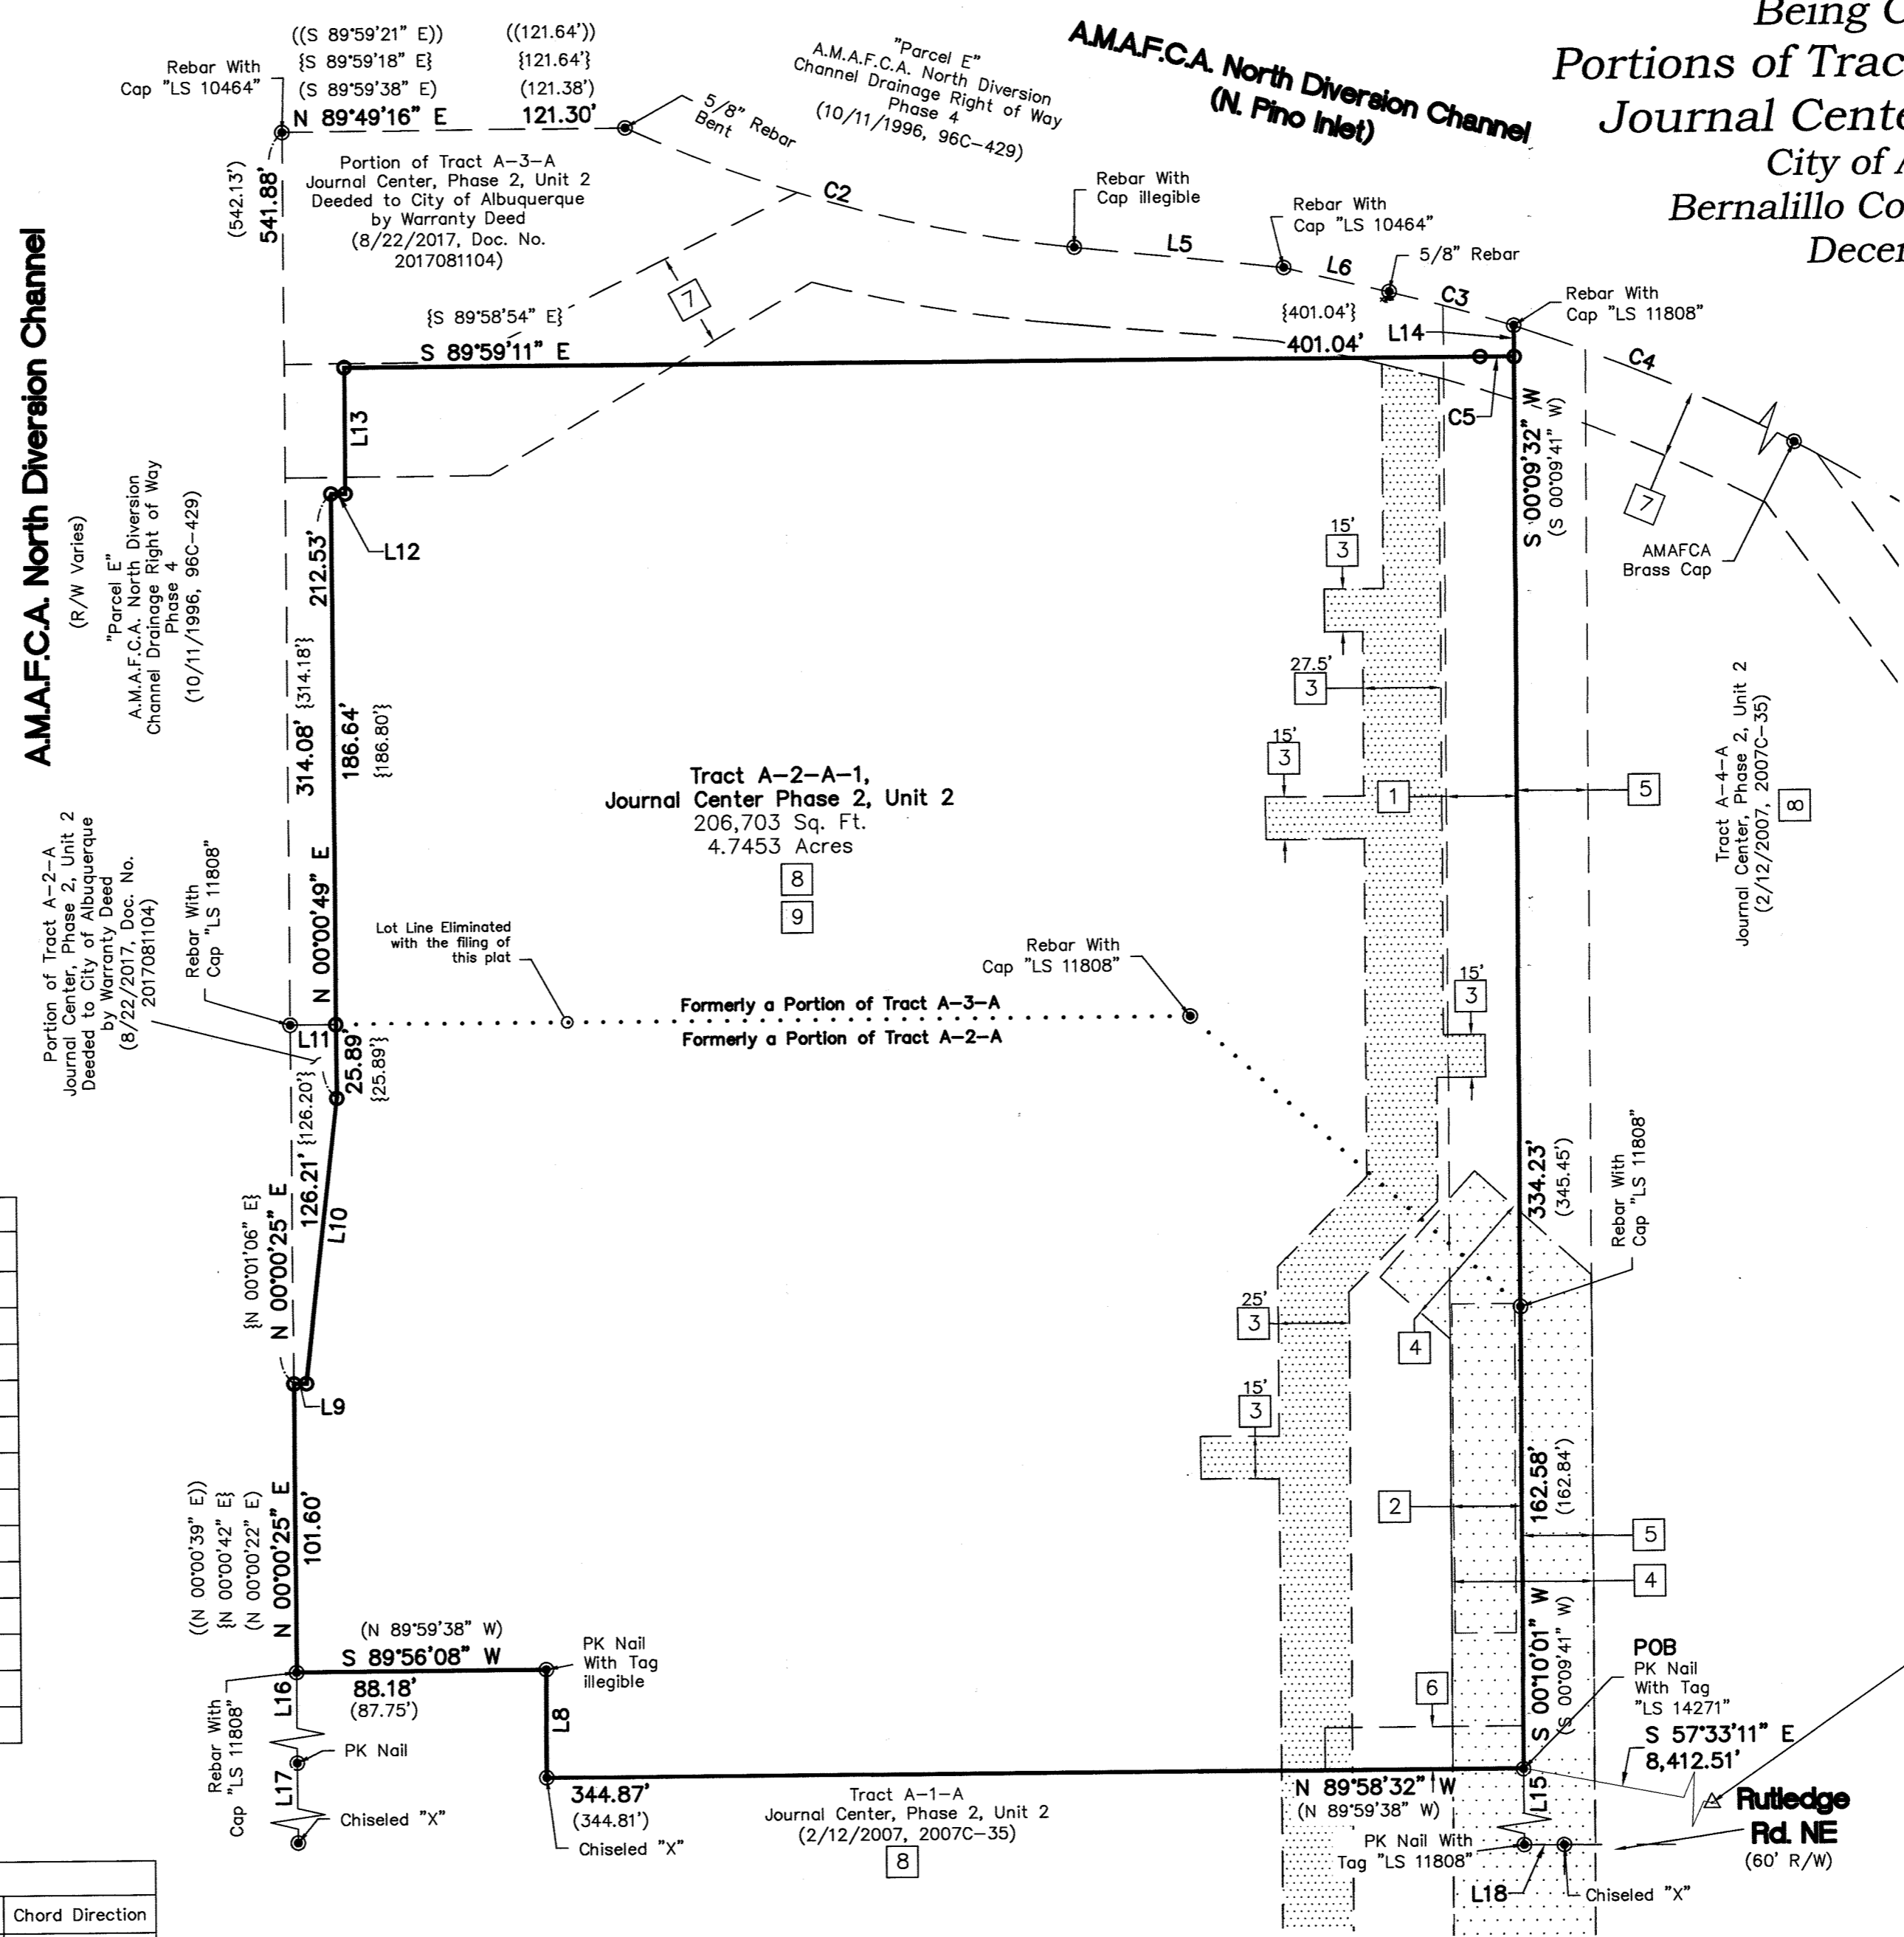 Being
Portions of Trac
Journal Cente
City of A
Bernalillo Co
Decem
((S 89°59'21" E)) ((121.64'))
{S 89°59'18" E} {121.64'}
(S 89°59'38" E) (121.38')
N 89°49'16" E 121.30'
Rebar With
Cap "LS 10464"
5/8" Rebar
Bent
"Parcel E"
A.M.A.F.C.A. North Diversion
Channel Drainage Right of Way
Phase 4
(10/11/1996, 96C-429)
A.M.A.F.C.A. North Diversion Channel
(N. Pino Inlet)
(542.13')
541.88'
Portion of Tract A-3-A
Journal Center, Phase 2, Unit 2
Deeded to City of Albuquerque
by Warranty Deed
(8/22/2017, Doc. No.
2017081104)
C2
Rebar With
Cap illegible
L5
Rebar With
Cap "LS 10464"
L6
5/8" Rebar
C3
Rebar With
Cap "LS 11808"
7
{S 89°58'54" E}
S 89°59'11" E
{401.04'}
401.04'
L14
C4
C5
L13
S 00°09'32" W
(S 00°09'41" W)
7
AMAFCA
Brass Cap
A.M.A.F.C.A. North Diversion Channel
(R/W Varies)
"Parcel E"
A.M.A.F.C.A. North Diversion
Channel Drainage Right of Way
Phase 4
(10/11/1996, 96C-429)
L12
212.53'
314.08' {314.18'}
186.64'
{186.80'}
15'
3
27.5'
3
15'
3
1
5
Tract A-4-A
Journal Center, Phase 2, Unit 2
(2/12/2007, 2007C-35)
8
Tract A-2-A-1,
Journal Center Phase 2, Unit 2
206,703 Sq. Ft.
4.7453 Acres
8
9
Portion of Tract A-2-A
Journal Center, Phase 2, Unit 2
Deeded to City of Albuquerque
by Warranty Deed
(8/22/2017, Doc. No.
2017081104)
Rebar With
Cap "LS 11808"
N 00°00'49" E
Lot Line Eliminated
with the filing of
this plat
Rebar With
Cap "LS 11808"
15'
3
Formerly a Portion of Tract A-3-A
Formerly a Portion of Tract A-2-A
L11
25.89'
{25.89'}
126.21' {126.20'}
L10
{N 00°01'06" E}
N 00°00'25" E
334.23'
(345.45')
Rebar With
Cap "LS 11808"
25'
3
4
L9
15'
3
((N 00°00'39" E))
{N 00°00'42" E}
(N 00°00'22" E)
N 00°00'25" E
101.60'
2
162.58'
(162.84')
5
4
S 00°10'01" W
(S 00°09'41" W)
(N 89°59'38" W)
S 89°56'08" W
88.18'
(87.75')
PK Nail
With Tag
illegible
POB
PK Nail
With Tag
"LS 14271"
S 57°33'11" E
8,412.51'
6
L16
Rebar With
Cap "LS 11808"
L8
PK Nail
L17
Chiseled "X"
344.87'
(344.81')
Chiseled "X"
Tract A-1-A
Journal Center, Phase 2, Unit 2
(2/12/2007, 2007C-35)
8
N 89°58'32" W
(N 89°59'38" W)
L15
PK Nail With
Tag "LS 11808"
L18
Chiseled "X"
Rutledge
Rd. NE
(60' R/W)
Chord Direction